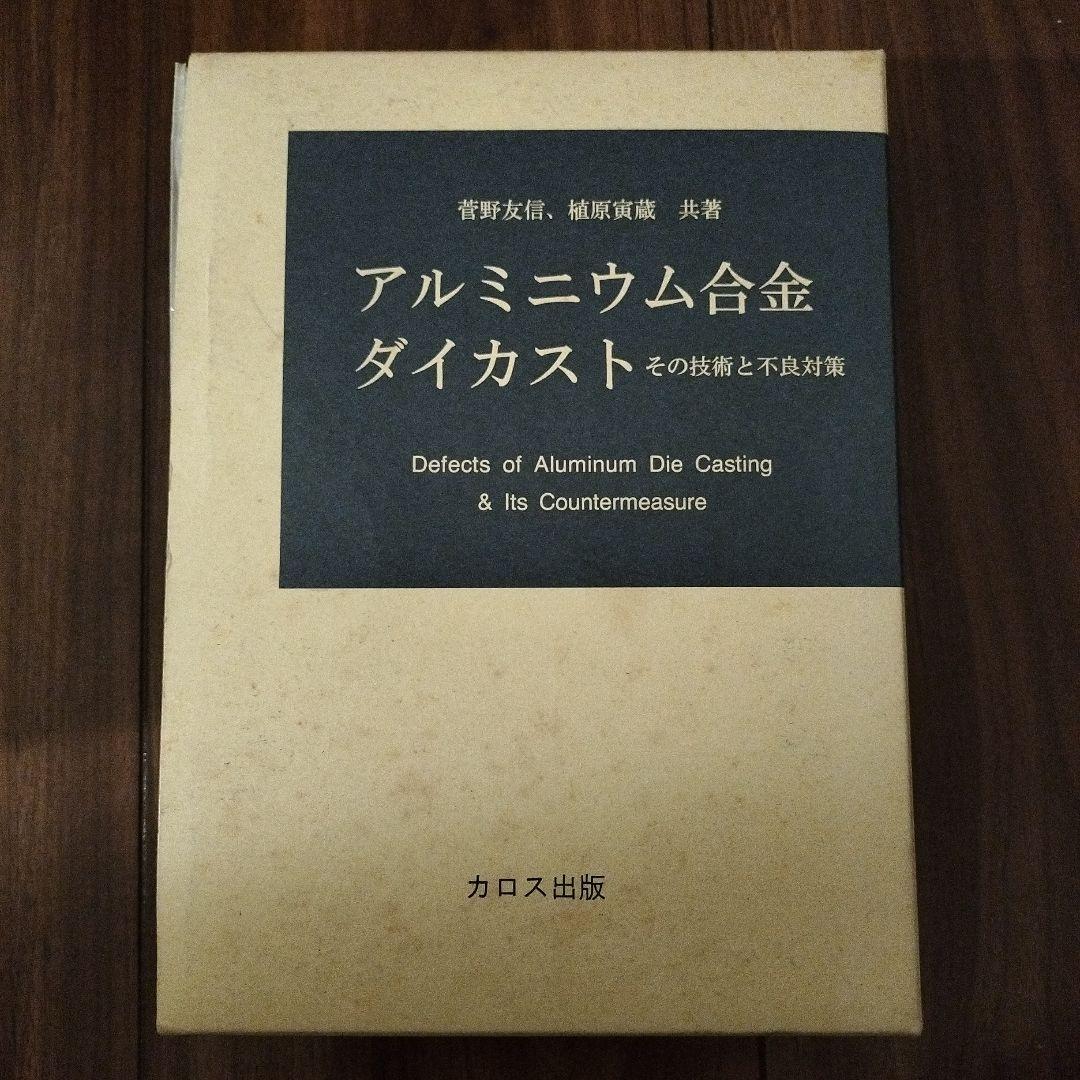 菅野友信、植原寅蔵　共著
アルミニウム合金
ダイカスト その技術と不良対策
Defects of Aluminum Die Casting
& Its Countermeasure
カロス出版